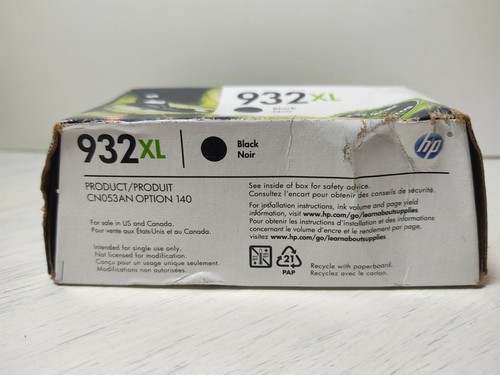 932XL
Black
932XL
Black
Noir
hp
PRODUCT/PRODUIT
CN053AN OPTION 140
For sale in US and Canada.
Pour vente aux États-Unis et au Canada.
Intended for single use only.
Not licensed for modification.
Conçu pour un usage unique seulement.
Modifications non autorisées.
See inside of box for safety advice.
Consultez l'encart pour obtenir des conseils de sécurité.
For installation instructions, ink volume and page yield
information, visit www.hp.com/go/learnaboutsupplies
Pour obtenir les instructions d'installation et des informations
concernant le volume d'encre et le rendement par page,
visitez www.hp.com/go/learnaboutsupplies
21
PAP
Recycle with paperboard.
Recyclez avec le carton.